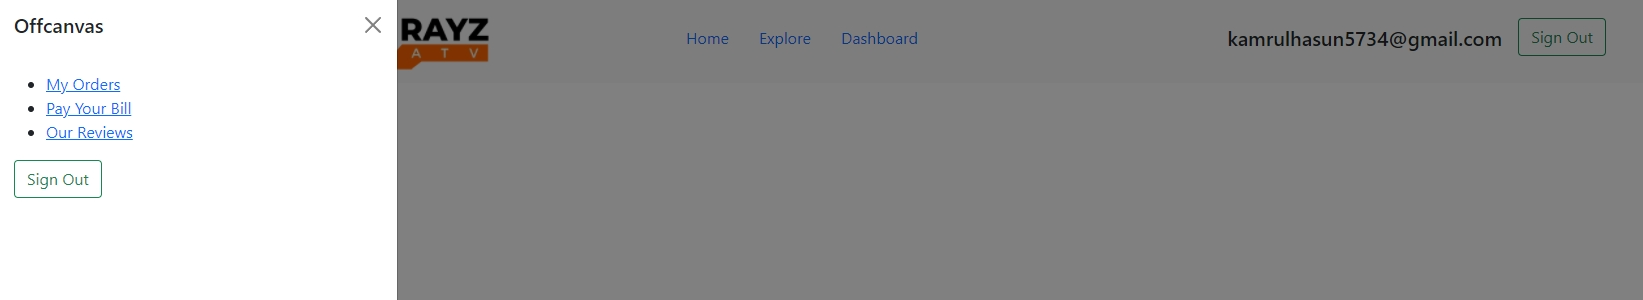 Offcanvas
My Orders
Pay Your Bill
Our Reviews
Sign Out
RAYZ
ATV
Home
Explore
Dashboard
kamrulhasun5734@gmail.com
Sign Out